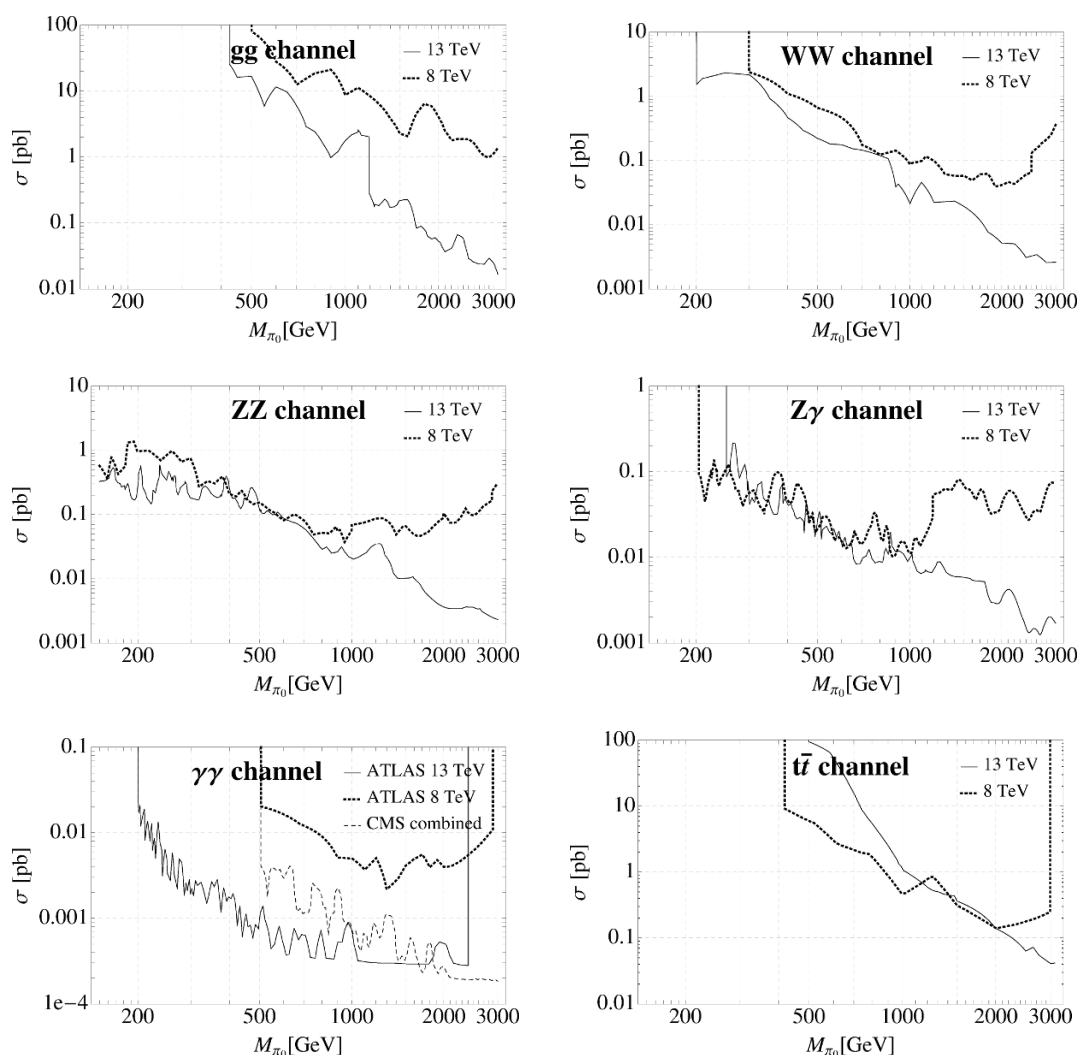 gg channel
13 TeV
8 TeV
100
10
1
0.1
0.01
σ [pb]
200 500 1000 3000
M_π₀[GeV]
WW channel
13 TeV
8 TeV
10
1
0.1
0.01
0.001
σ [pb]
200 500 1000 3000
M_π₀[GeV]
ZZ channel
13 TeV
8 TeV
10
1
0.1
0.01
0.001
σ [pb]
200 500 1000 3000
M_π₀[GeV]
Zγ channel
13 TeV
8 TeV
1
0.1
0.01
0.001
σ [pb]
200 500 1000 3000
M_π₀[GeV]
γγ channel
ATLAS 13 TeV
ATLAS 8 TeV
CMS combined
0.1
0.01
0.001
1e−4
σ [pb]
200 500 1000 3000
M_π₀[GeV]
tt̄ channel
13 TeV
8 TeV
100
10
1
0.1
0.01
σ [pb]
200 500 1000 3000
M_π₀[GeV]